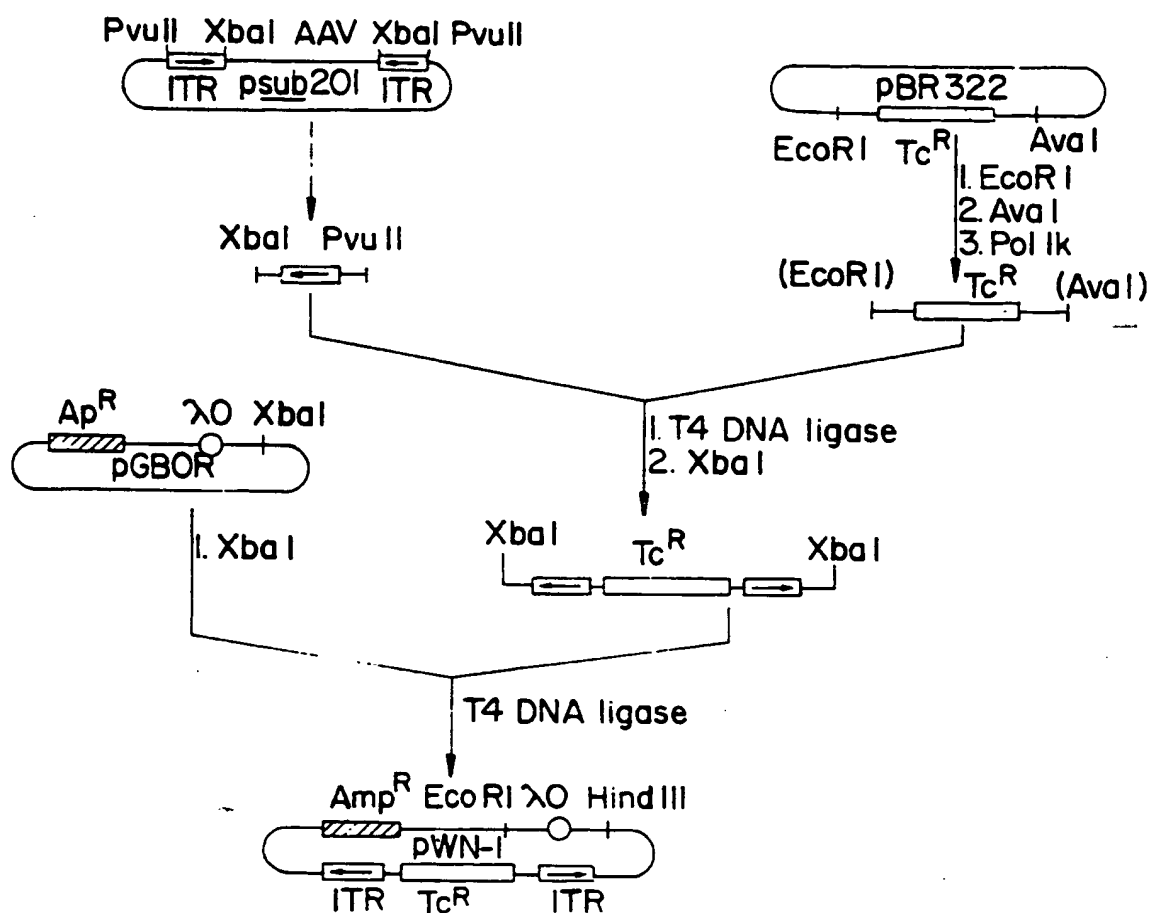 PvuII XbaI AAV XbaI PvuII
ITR psub201 ITR
pBR322
EcoRI TcR AvaI
1. EcoRI
2. AvaI
3. Pol Ik
XbaI PvuII
(EcoRI) TcR (AvaI)
ApR λO XbaI
pGBOR
1. T4 DNA ligase
2. XbaI
1. XbaI
XbaI TcR XbaI
T4 DNA ligase
AmpR EcoRI λO HindIII
pWN-1
ITR TcR ITR